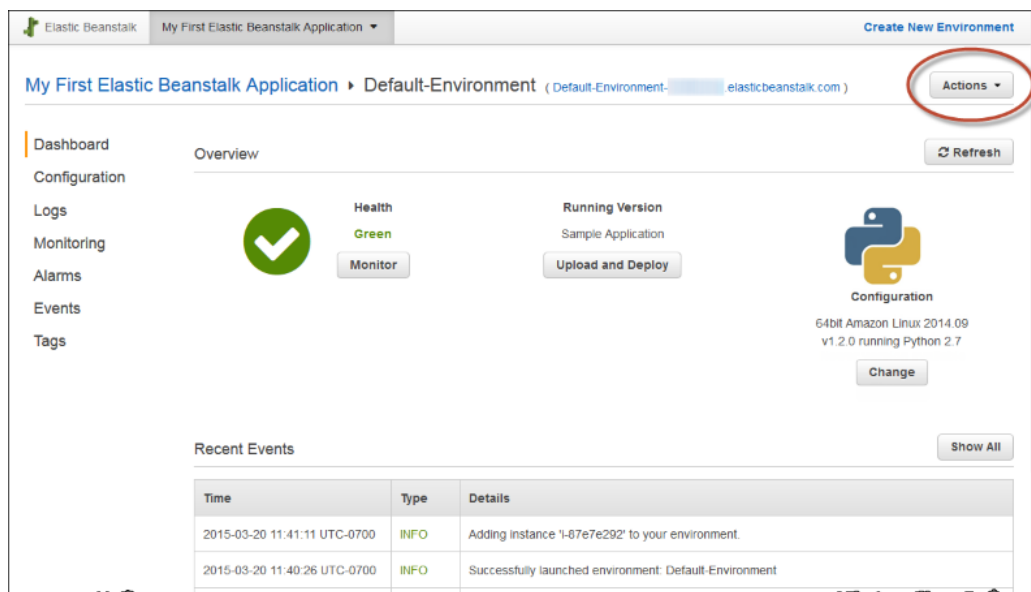 Elastic Beanstalk
My First Elastic Beanstalk Application
Create New Environment
My First Elastic Beanstalk Application ▸ Default-Environment ( Default-Environment- .elasticbeanstalk.com )
Actions
Dashboard
Configuration
Logs
Monitoring
Alarms
Events
Tags
Overview
Refresh
Health
Green
Monitor
Running Version
Sample Application
Upload and Deploy
Configuration
64bit Amazon Linux 2014.09
v1.2.0 running Python 2.7
Change
Recent Events
Show All
Time Type Details
2015-03-20 11:41:11 UTC-0700 INFO Adding instance 'i-87e7e292' to your environment.
2015-03-20 11:40:26 UTC-0700 INFO Successfully launched environment: Default-Environment